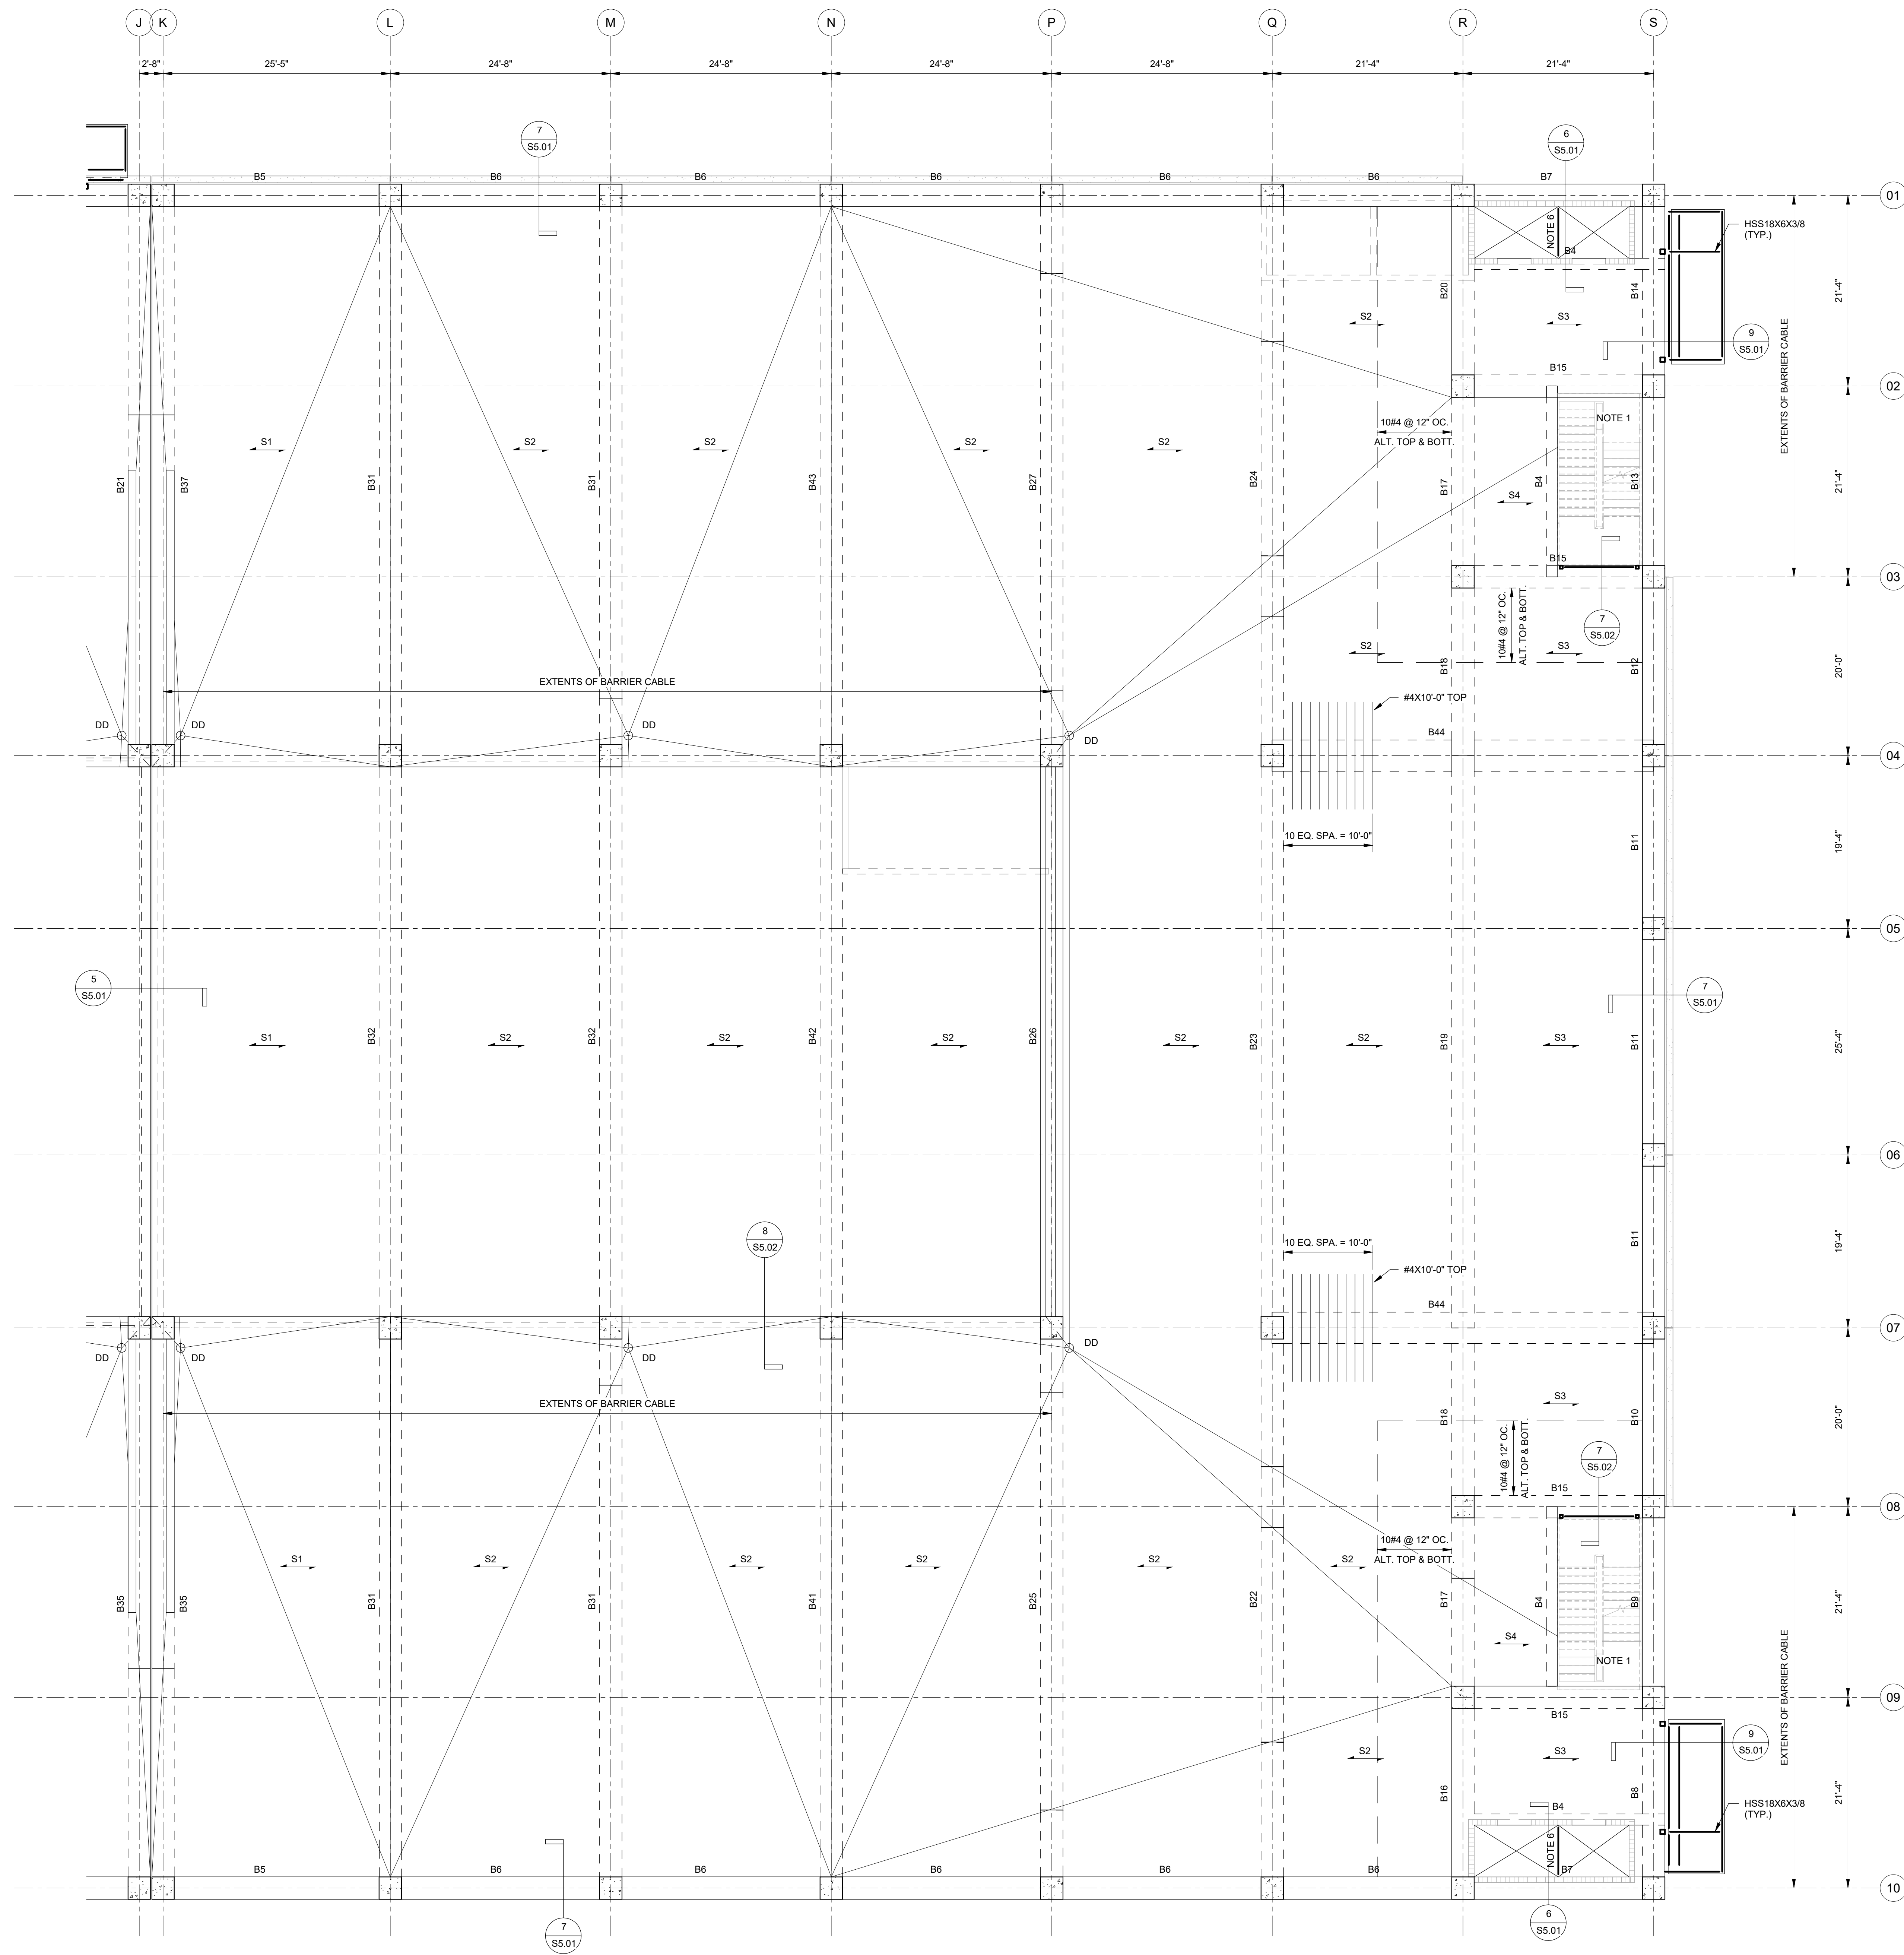 J K L M N P Q R S
2'-8" 25'-5" 24'-8" 24'-8" 24'-8" 24'-8" 21'-4" 21'-4"
7
S5.01
6
S5.01
B5 B6 B6 B6 B6 B6 B7
01
NOTE 6
B4
HSS18X6X3/8
(TYP.)
B20
B14
21'-4"
S2
S3
9
S5.01
EXTENTS OF BARRIER CABLE
B15
02
10#4 @ 12" OC.
ALT. TOP & BOTT.
NOTE 1
S1 S2 S2 S2 S2
B21 B37 B31 B31 B43 B27 B24 B17 B4 B13
21'-4"
S4
B15
03
10#4 @ 12" OC.
ALT. TOP & BOTT.
7
S5.02
S2
S3
B18
B12
20'-0"
EXTENTS OF BARRIER CABLE
#4X10'-0" TOP
DD DD DD DD
B44
04
10 EQ. SPA. = 10'-0"
B11
19'-4"
05
5
S5.01
7
S5.01
S1 S2 S2 S2 S2 S2 S3
B32 B32 B42 B26 B23 B19 B11
25'-4"
06
8
S5.02
10 EQ. SPA. = 10'-0"
B11
19'-4"
#4X10'-0" TOP
B44
07
DD DD DD DD
EXTENTS OF BARRIER CABLE
S3
B18
B10
20'-0"
10#4 @ 12" OC.
ALT. TOP & BOTT.
7
S5.02
B15
08
10#4 @ 12" OC.
ALT. TOP & BOTT.
S1 S2 S2 S2 S2 S2
B35 B35 B31 B31 B41 B25 B22 B17 B4 B9
21'-4"
S4
NOTE 1
EXTENTS OF BARRIER CABLE
09
B15
9
S5.01
S2
S3
B16
B8
21'-4"
B4
HSS18X6X3/8
(TYP.)
NOTE 6
B5 B6 B6 B6 B6 B6 B7
10
7
S5.01
6
S5.01